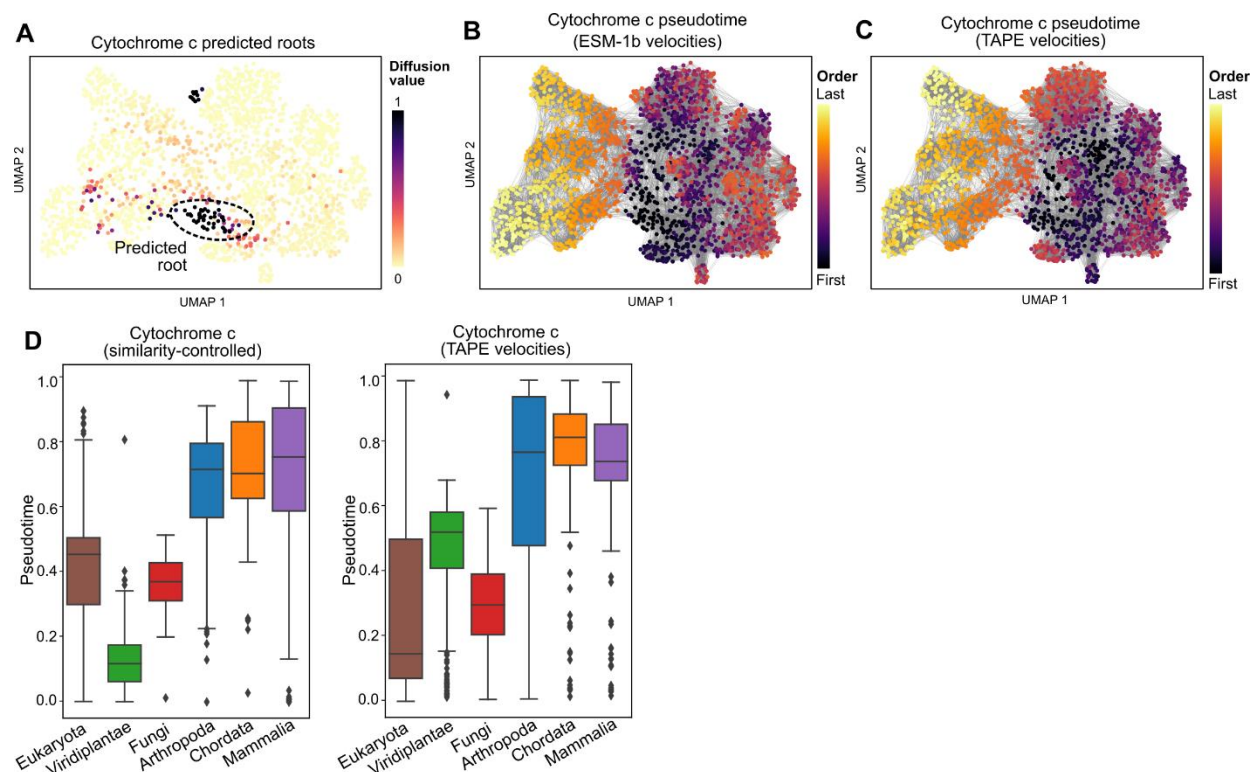 A
Cytochrome c predicted roots
Diffusion
value
1
0
Predicted
root
UMAP 2
UMAP 1
B
Cytochrome c pseudotime
(ESM-1b velocities)
Order
Last
First
UMAP 2
UMAP 1
C
Cytochrome c pseudotime
(TAPE velocities)
Order
Last
First
UMAP 2
UMAP 1
D
Cytochrome c
(similarity-controlled)
Pseudotime
1.0
0.8
0.6
0.4
0.2
0.0
Eukaryota
Viridiplantae
Fungi
Arthropoda
Chordata
Mammalia
Cytochrome c
(TAPE velocities)
Pseudotime
1.0
0.8
0.6
0.4
0.2
0.0
Eukaryota
Viridiplantae
Fungi
Arthropoda
Chordata
Mammalia